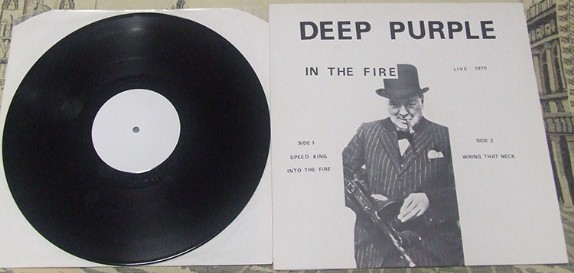 DEEP PURPLE
IN THE FIRE
LIVE 1970
SIDE 1
SPEED KING
INTO THE FIRE
SIDE 2
WRING THAT NECK